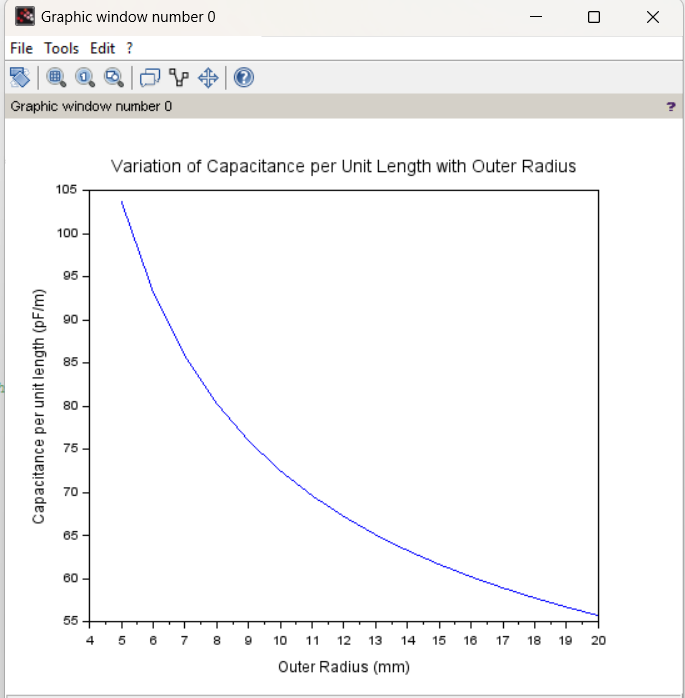 Graphic window number 0
File Tools Edit ?
Graphic window number 0 ?
Variation of Capacitance per Unit Length with Outer Radius
105
100
95
90
85
80
75
70
65
60
55
Capacitance per unit length (pF/m)
4 5 6 7 8 9 10 11 12 13 14 15 16 17 18 19 20
Outer Radius (mm)